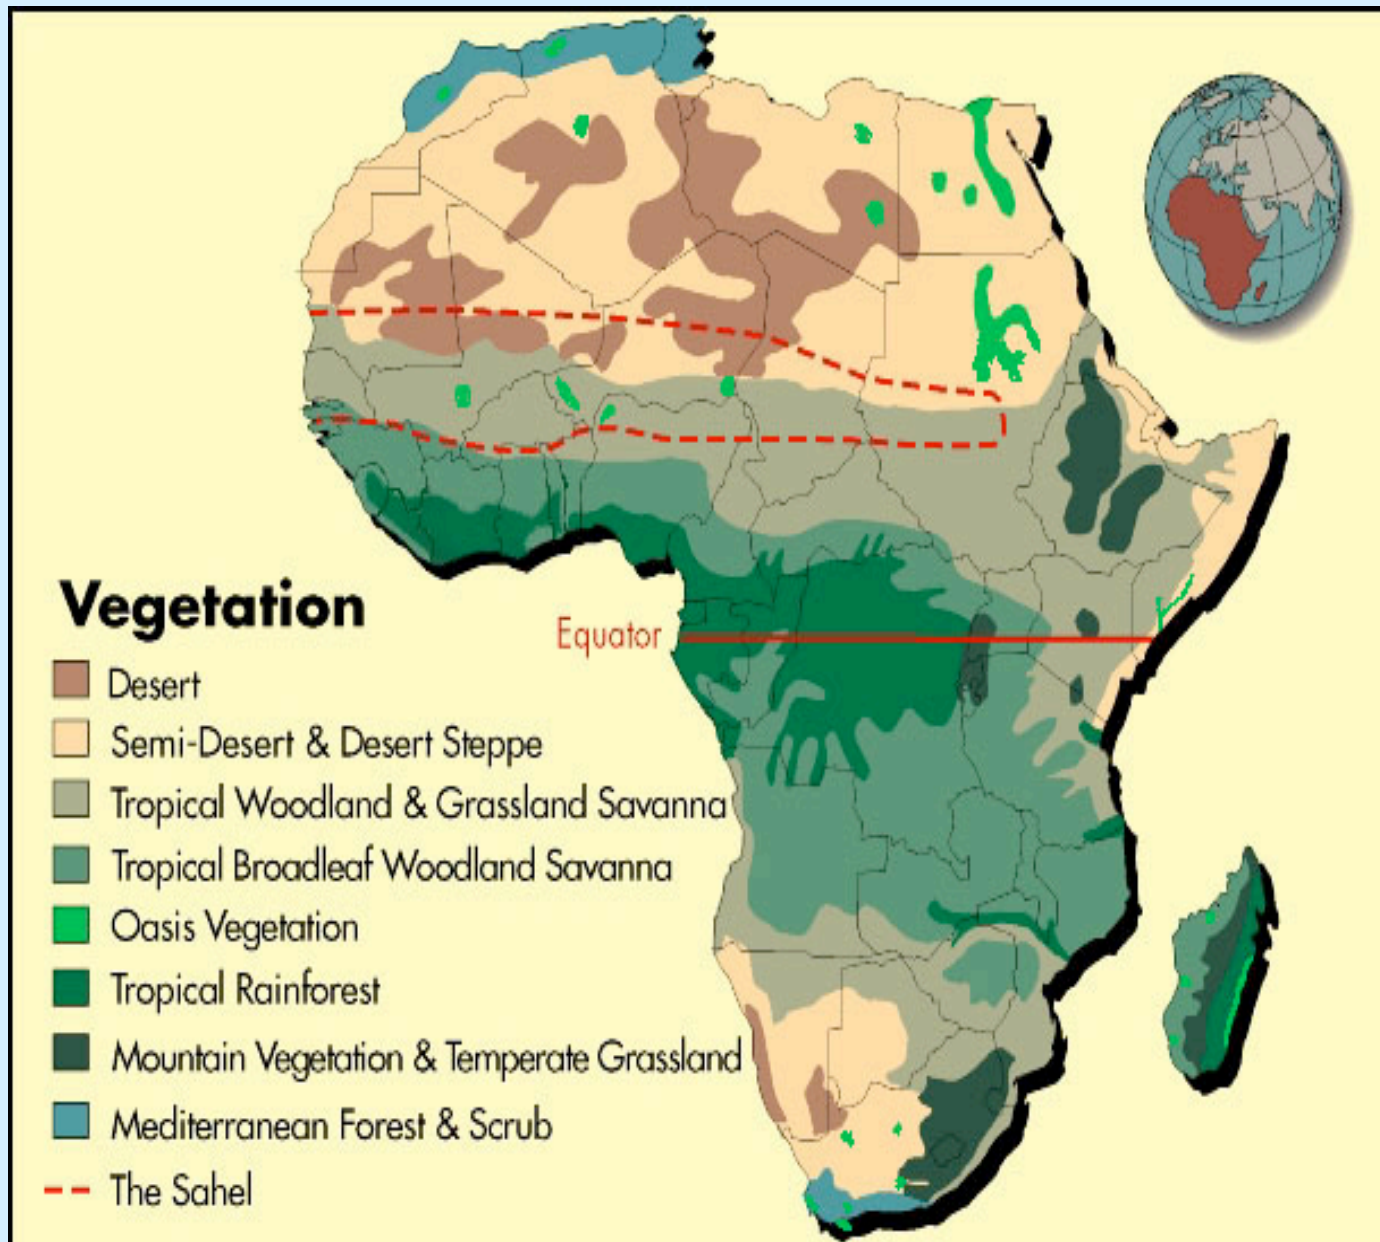 Equator
Vegetation
Desert
Semi-Desert & Desert Steppe
Tropical Woodland & Grassland Savanna
Tropical Broadleaf Woodland Savanna
Oasis Vegetation
Tropical Rainforest
Mountain Vegetation & Temperate Grassland
Mediterranean Forest & Scrub
The Sahel